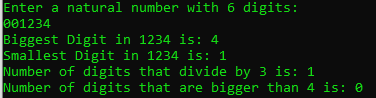 Enter a natural number with 6 digits:
001234
Biggest Digit in 1234 is: 4
Smallest Digit in 1234 is: 1
Number of digits that divide by 3 is: 1
Number of digits that are bigger than 4 is: 0